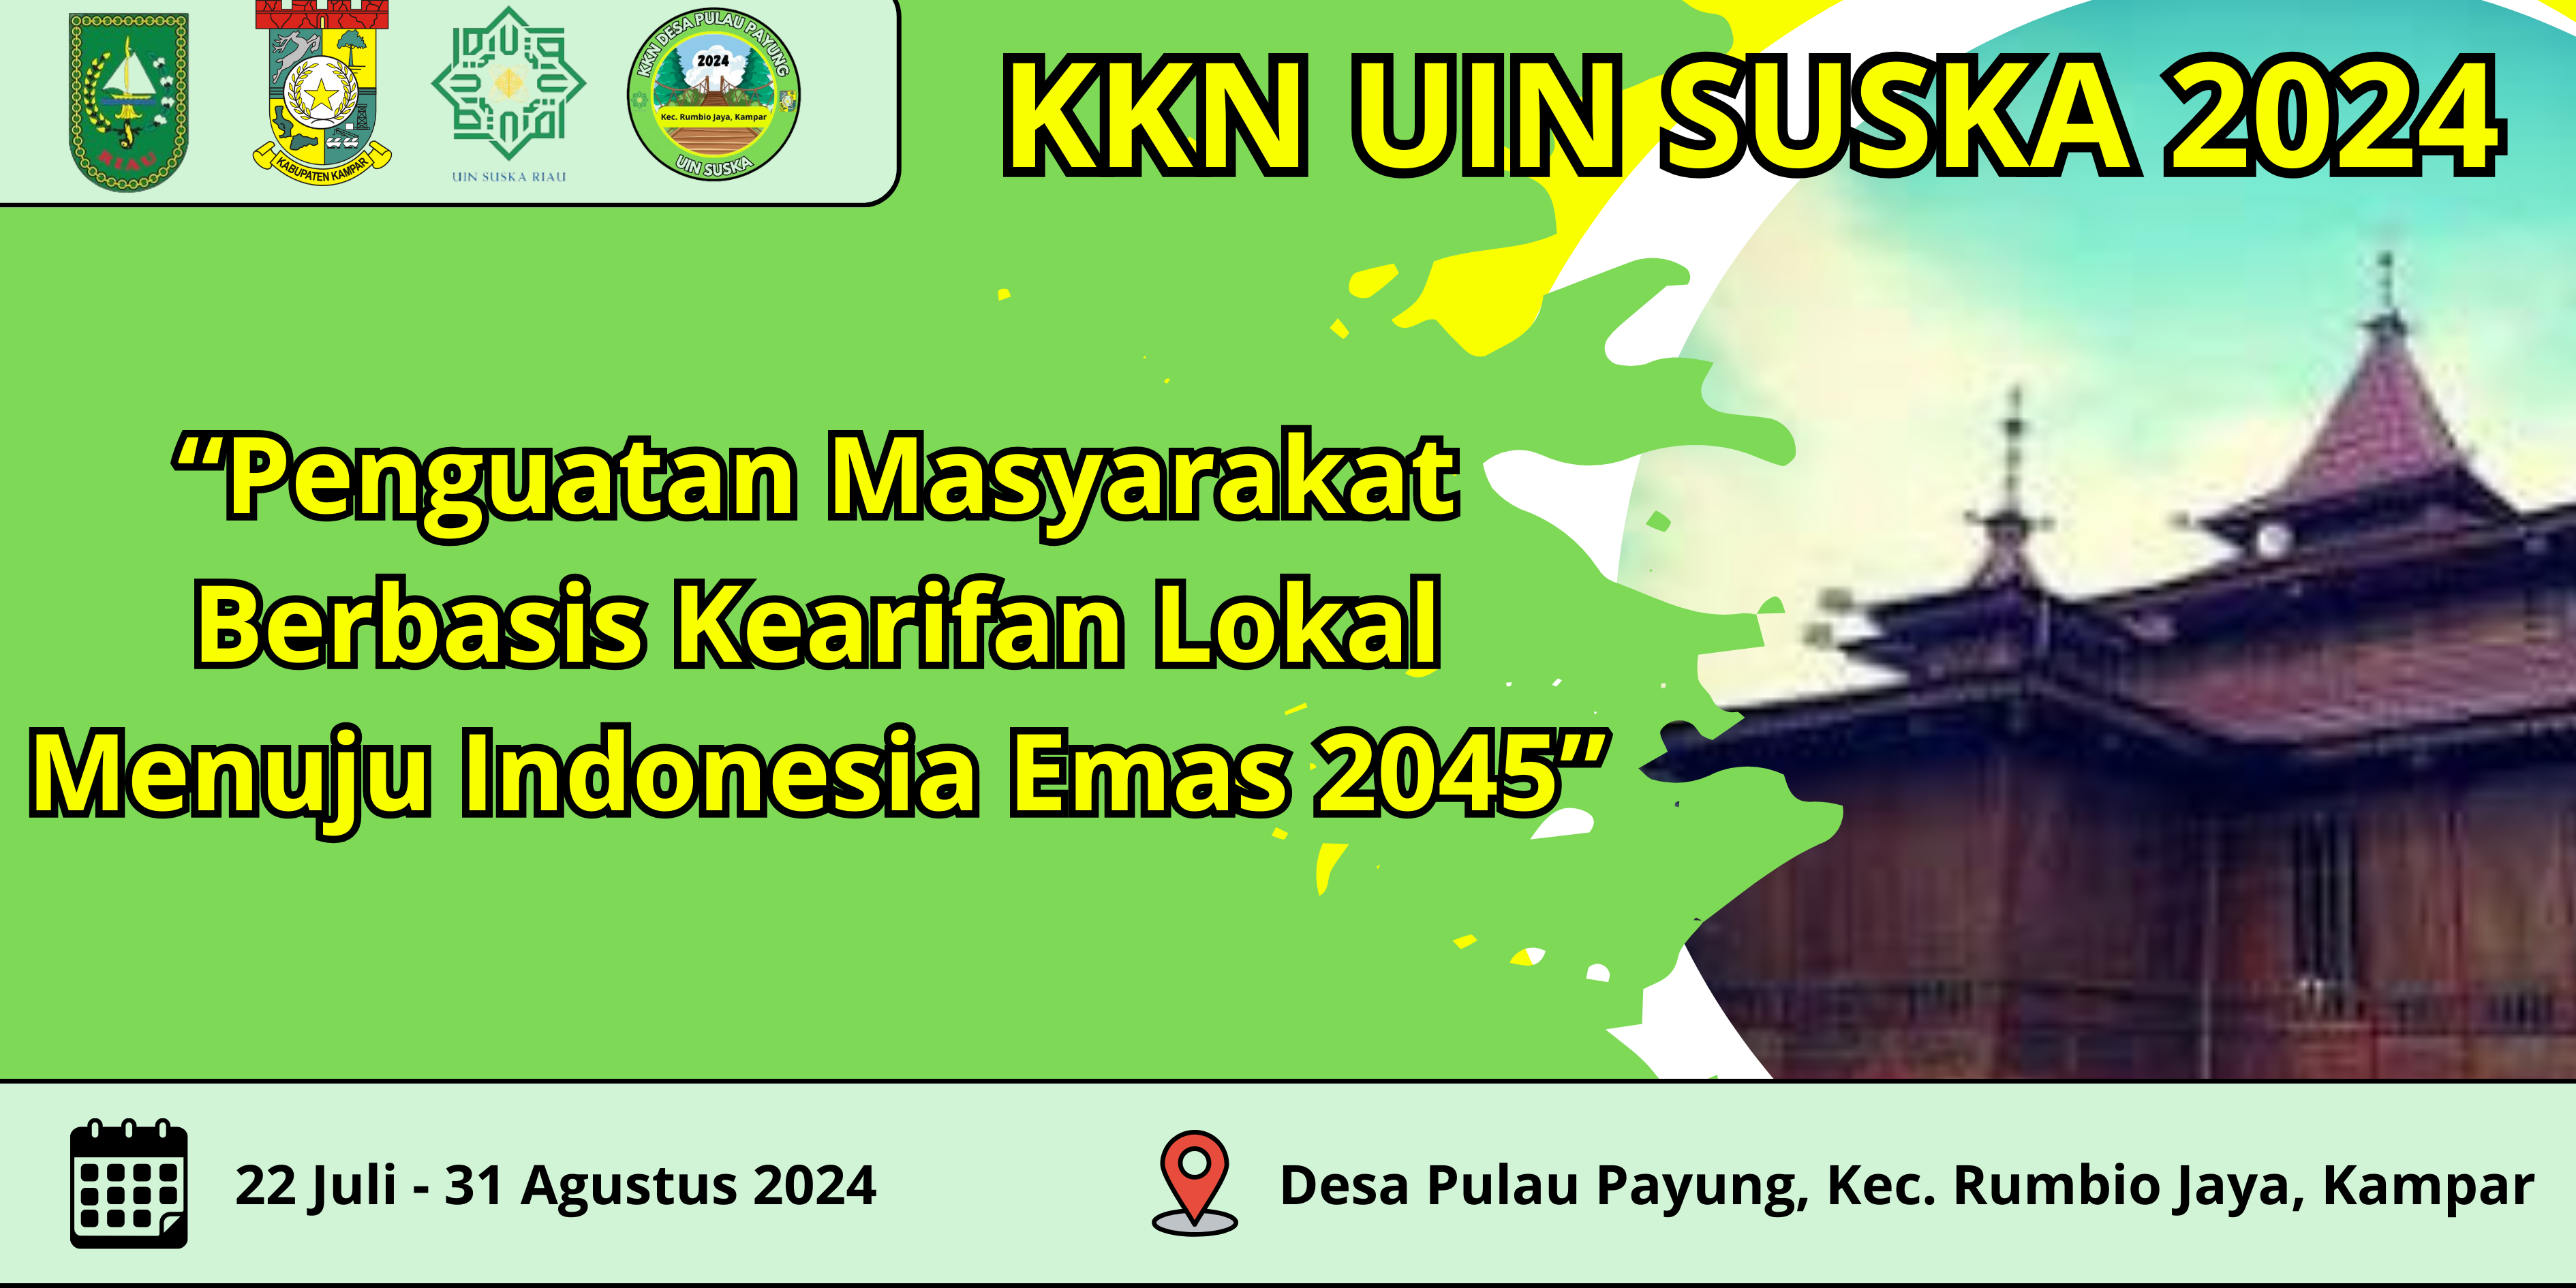 RIAU
KABUPATEN KAMPAR
UIN SUSKA RIAU
KKN DESA PULAU PAYUNG
2024
Kec. Rumbio Jaya, Kampar
UIN SUSKA
KKN UIN SUSKA 2024
“Penguatan Masyarakat
Berbasis Kearifan Lokal
Menuju Indonesia Emas 2045”
22 Juli - 31 Agustus 2024
Desa Pulau Payung, Kec. Rumbio Jaya, Kampar